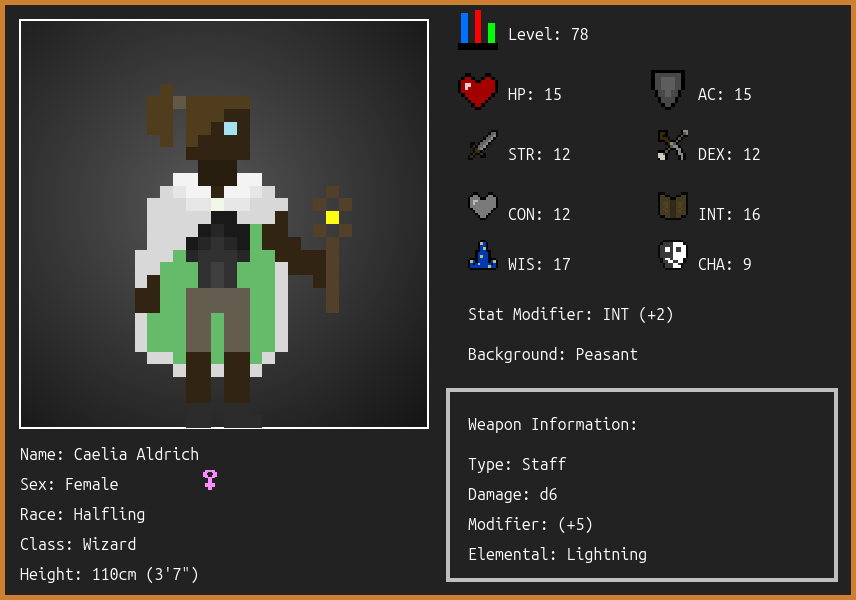 Level: 78
HP: 15
AC: 15
STR: 12
DEX: 12
CON: 12
INT: 16
WIS: 17
CHA: 9
Stat Modifier: INT (+2)
Background: Peasant
Weapon Information:
Type: Staff
Damage: d6
Modifier: (+5)
Elemental: Lightning
Name: Caelia Aldrich
Sex: Female
Race: Halfling
Class: Wizard
Height: 110cm (3'7")